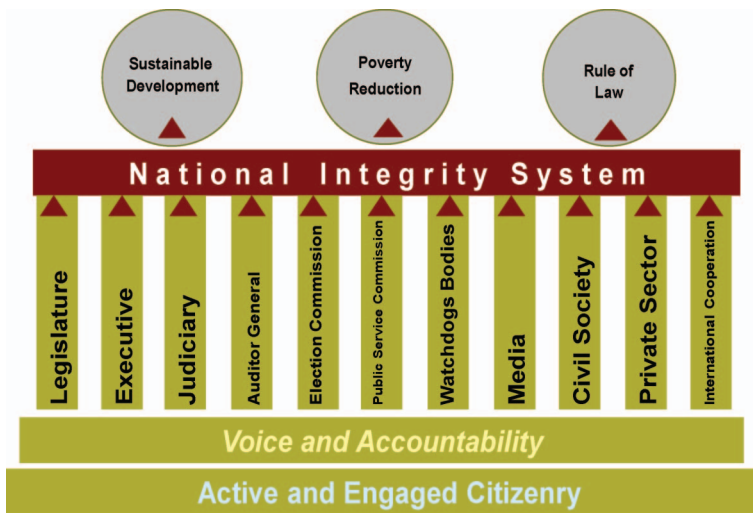 Sustainable
Development
Poverty
Reduction
Rule of
Law
National Integrity System
Legislature
Executive
Judiciary
Auditor General
Election Commission
Public Service Commission
Watchdogs Bodies
Media
Civil Society
Private Sector
International Cooperation
Voice and Accountability
Active and Engaged Citizenry